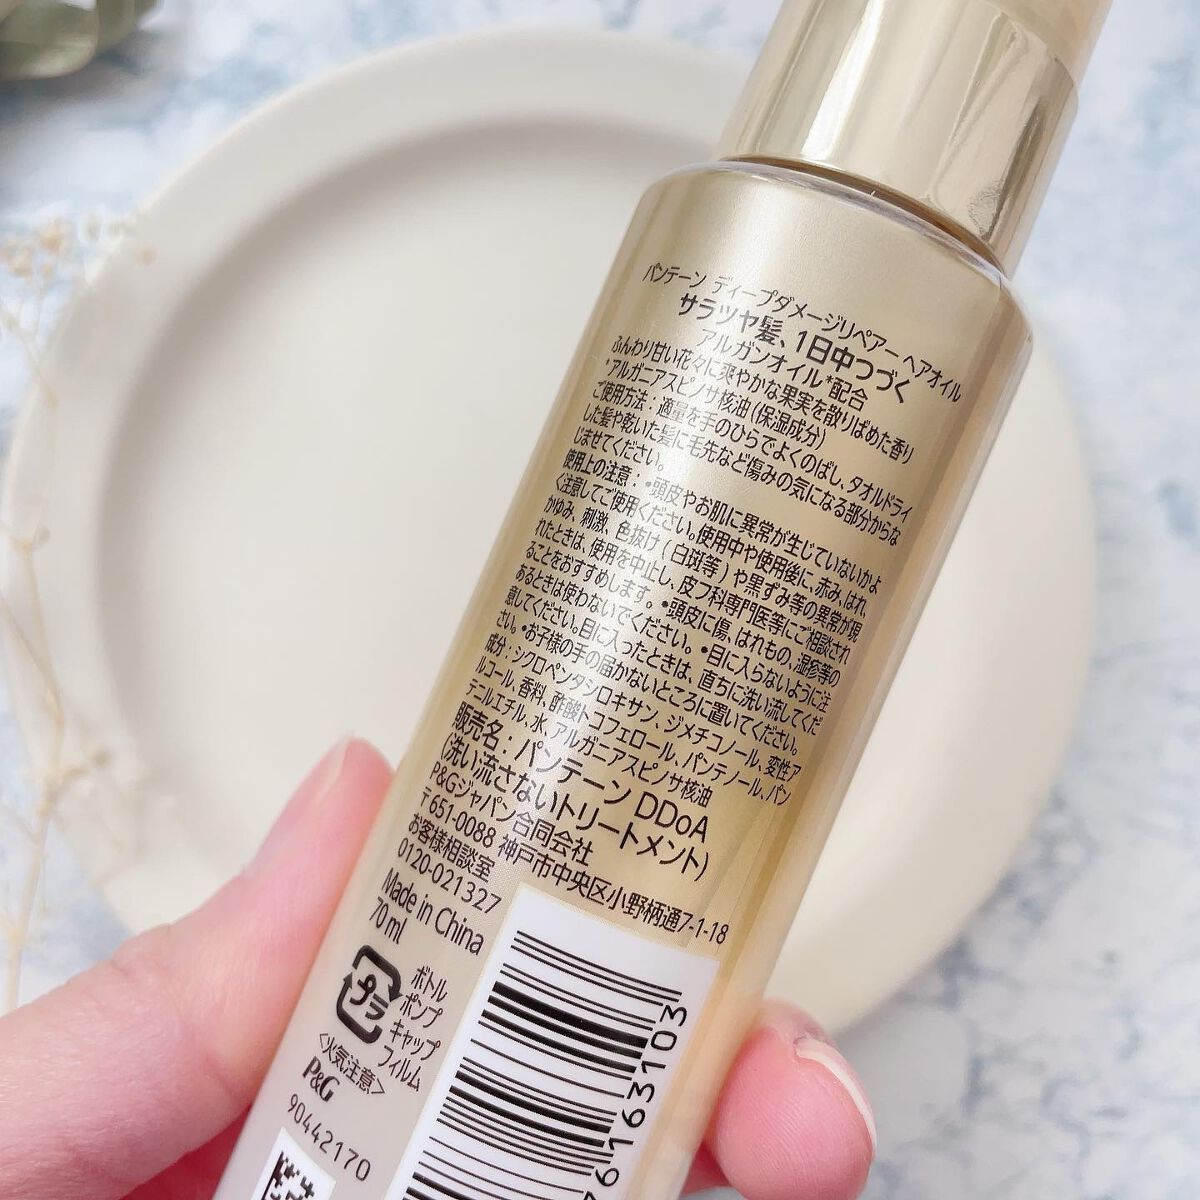 パンテーン ディープダメージリペアー ヘアオイル
サラツヤ髪、1日中つづく
アルガンオイル*配合
ふんわり甘い花々に爽やかな果実を散りばめた香り
*アルガニアスピノサ核油(保湿成分)
ご使用方法:適量を手のひらでよくのばし、タオルドライ
した髪や乾いた髪に毛先など傷みの気になる部分からな
じませてください。
使用上の注意:•頭皮やお肌に異常が生じていないかよ
く注意してご使用ください。使用中や使用後に、赤み、はれ、
かゆみ、刺激、色抜け(白斑等)や黒ずみ等の異常が現
れたときは、使用を中止し、皮フ科専門医等にご相談され
ることをおすすめします。•頭皮に傷、はれもの、湿疹等の
あるときは使わないでください。•目に入らないように注
意してください。目に入ったときは、直ちに洗い流してくだ
さい。•お子様の手の届かないところに置いてください。
成分:シクロペンタシロキサン、ジメチコノール、変性ア
ルコール、香料、酢酸トコフェロール、パンテノール、パン
テニルエチル、水、アルガニアスピノサ核油
販売名:パンテーン DDoA
(洗い流さないトリートメント)
P&Gジャパン合同会社
〒651-0088 神戸市中央区小野柄通7-1-18
お客様相談室
0120-021327
Made in China
70 ml
プラ
ボトル
ポンプ
キャップ
フィルム
<火気注意>
P&G
90442170
76163103